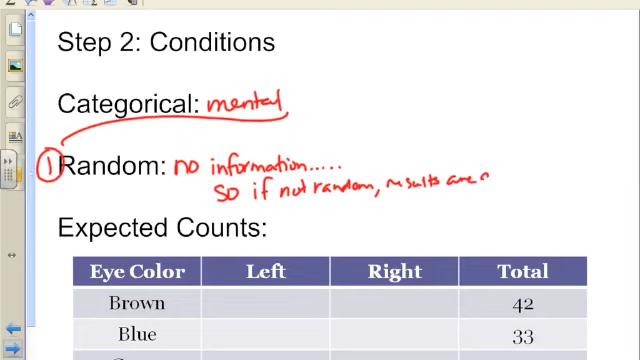 Step 2: Conditions
Categorical: mental
① Random: no information.....
So if not random, results are
Expected Counts:
Eye Color Left Right Total
Brown 42
Blue 33